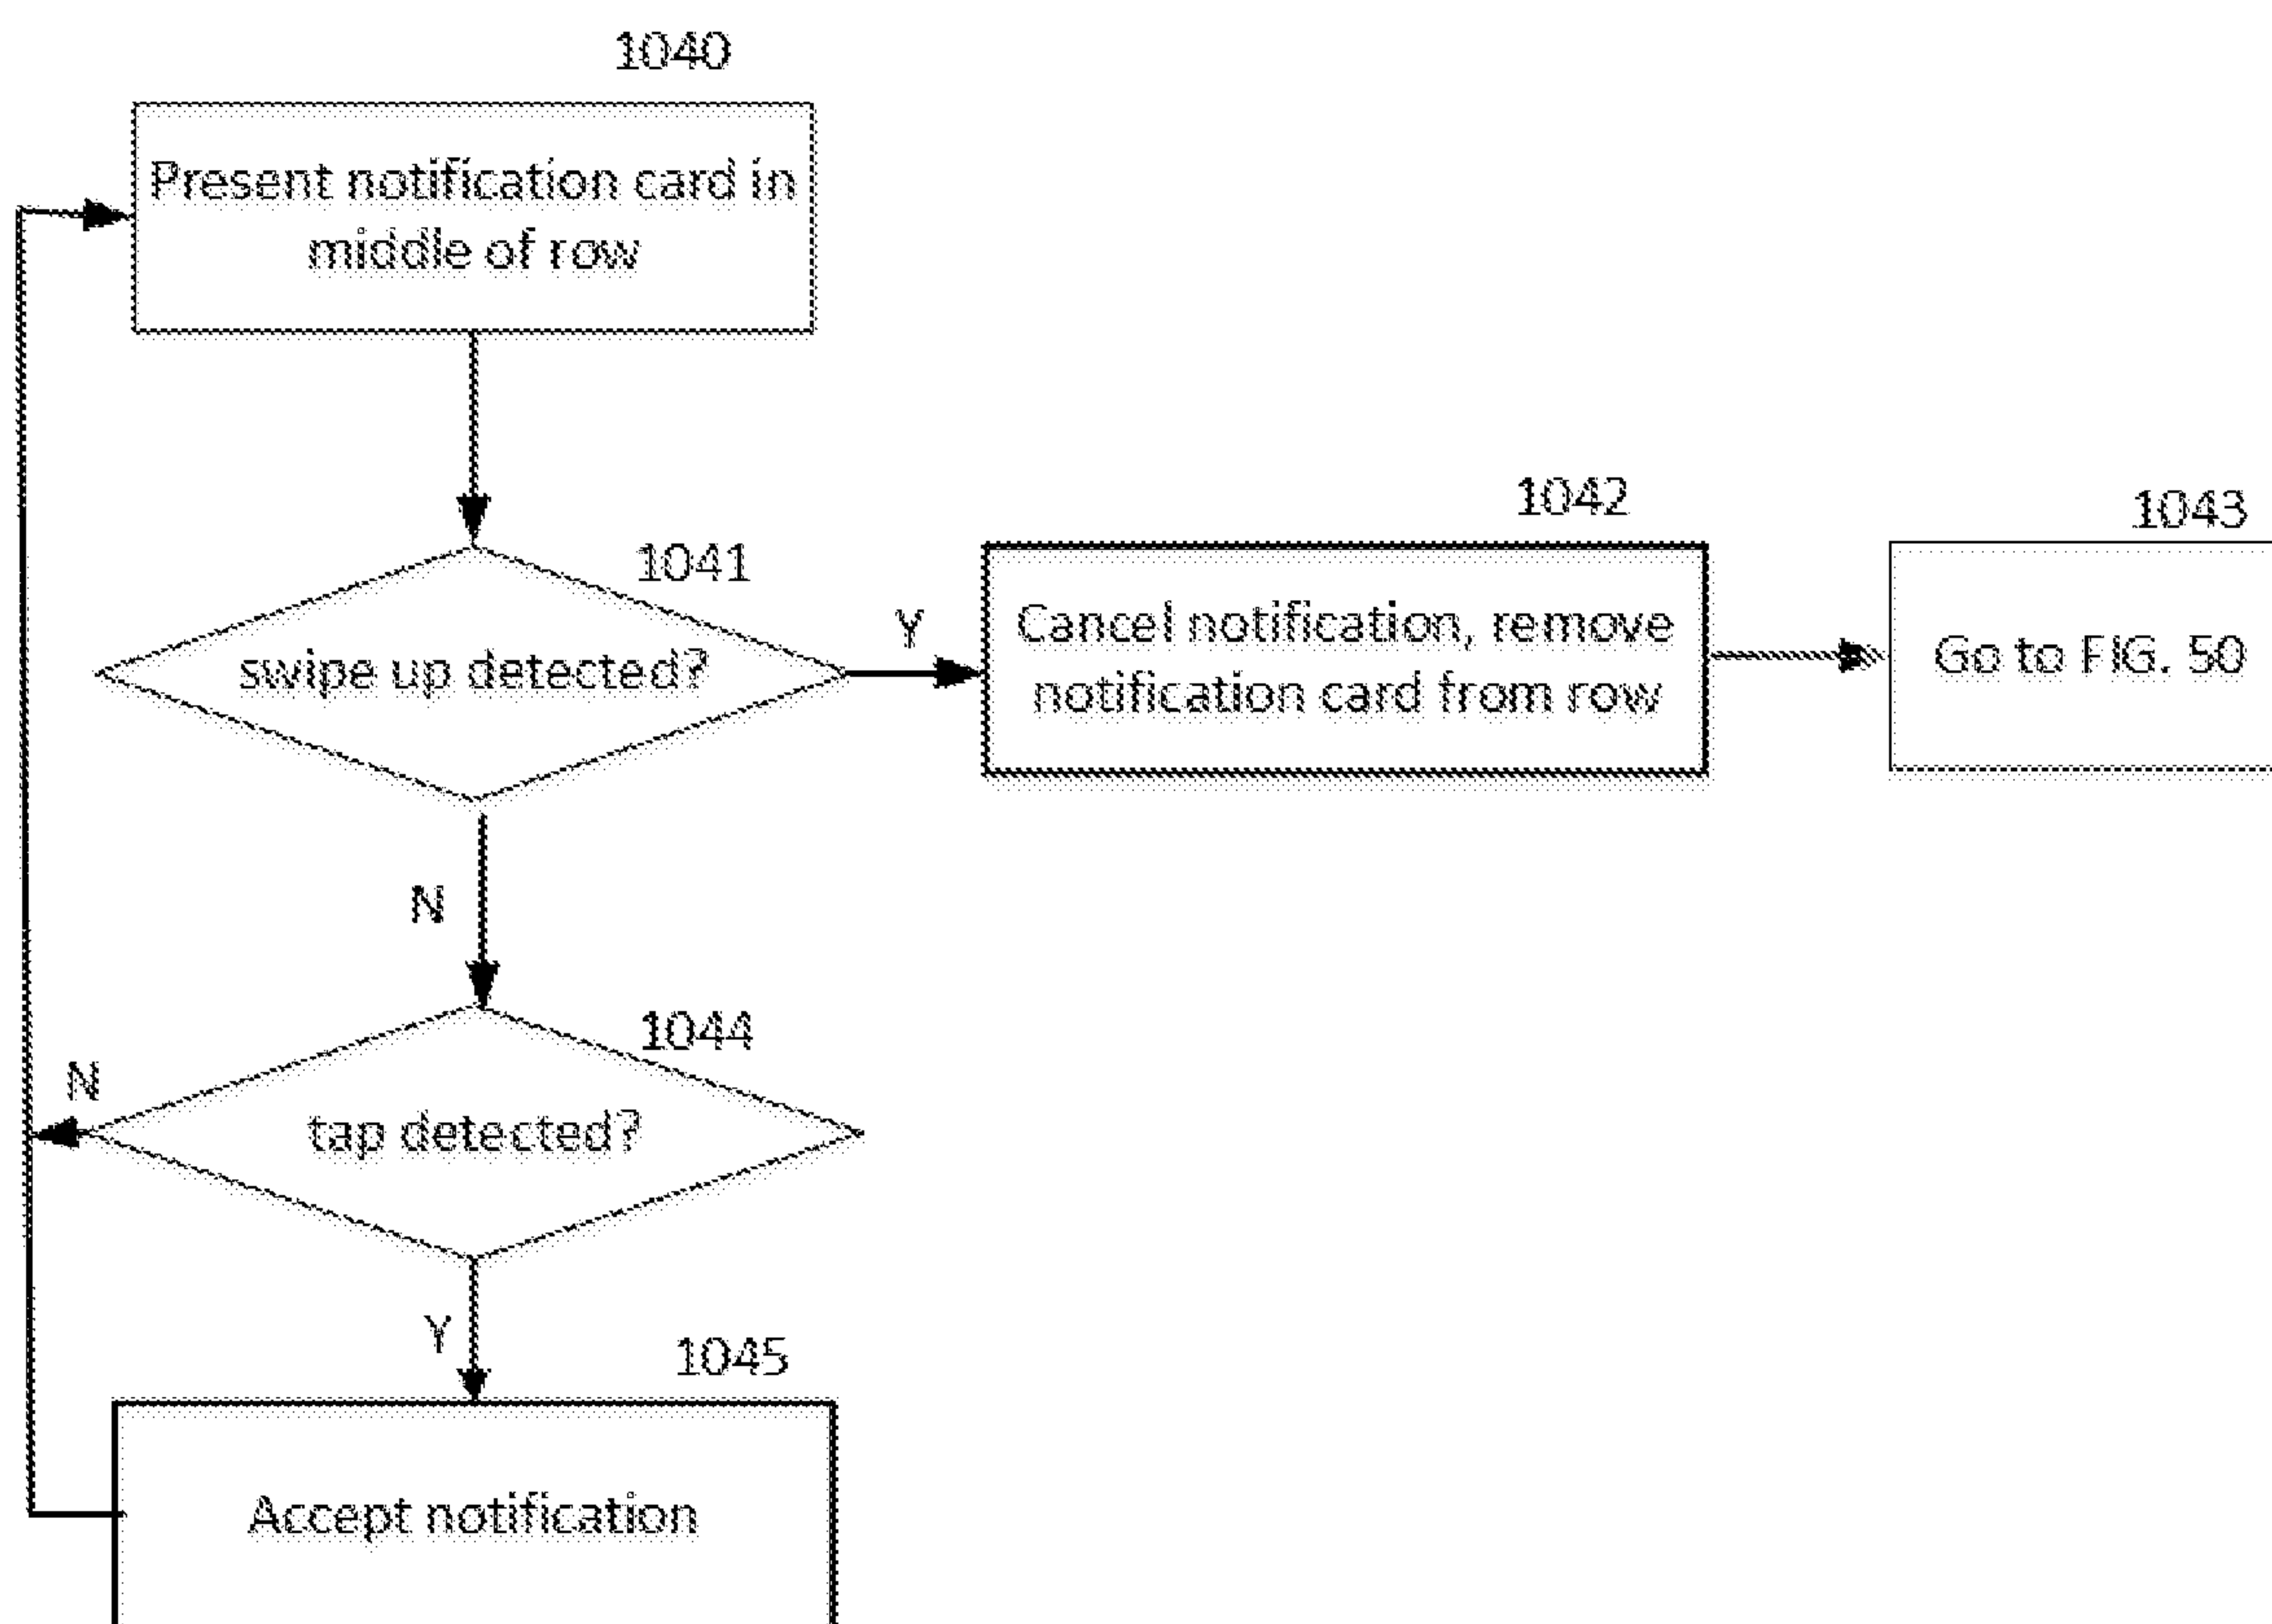 1040
Present notification card in
middle of row
1041
swipe up detected?
Y
1042
Cancel notification, remove
notification card from row
1043
Go to FIG. 50
N
1044
tap detected?
N
Y
1045
Accept notification